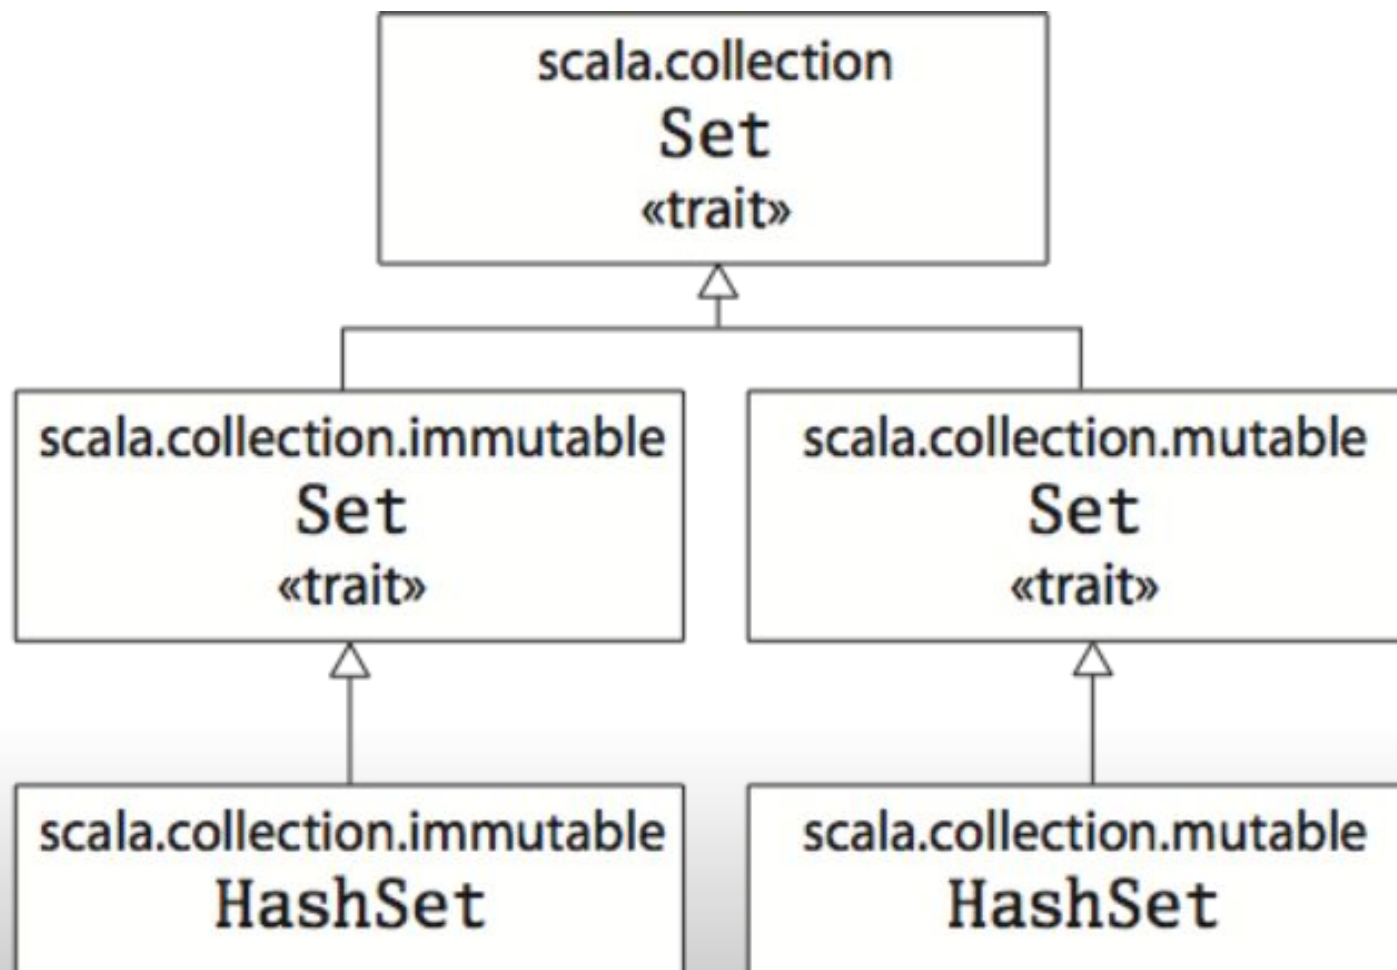 scala.collection
Set
«trait»
scala.collection.immutable
Set
«trait»
scala.collection.mutable
Set
«trait»
scala.collection.immutable
HashSet
scala.collection.mutable
HashSet